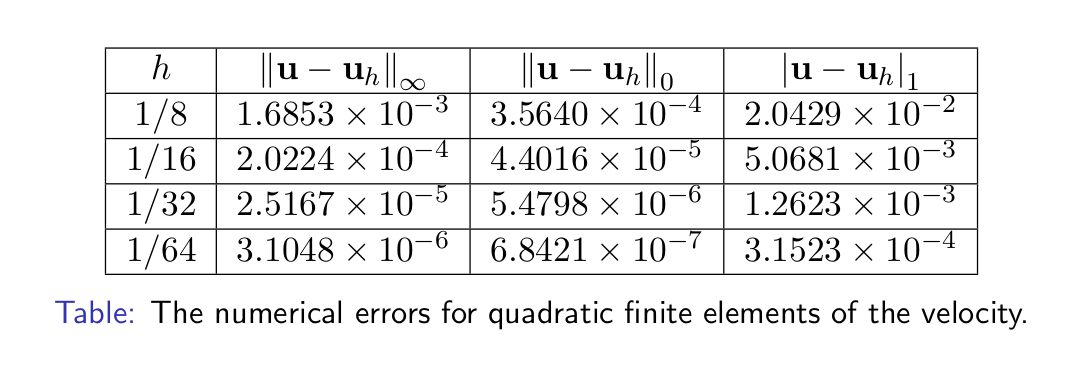 h ‖u − u_h‖_∞ ‖u − u_h‖_0 |u − u_h|_1
1/8 1.6853 × 10^{−3} 3.5640 × 10^{−4} 2.0429 × 10^{−2}
1/16 2.0224 × 10^{−4} 4.4016 × 10^{−5} 5.0681 × 10^{−3}
1/32 2.5167 × 10^{−5} 5.4798 × 10^{−6} 1.2623 × 10^{−3}
1/64 3.1048 × 10^{−6} 6.8421 × 10^{−7} 3.1523 × 10^{−4}
Table: The numerical errors for quadratic finite elements of the velocity.